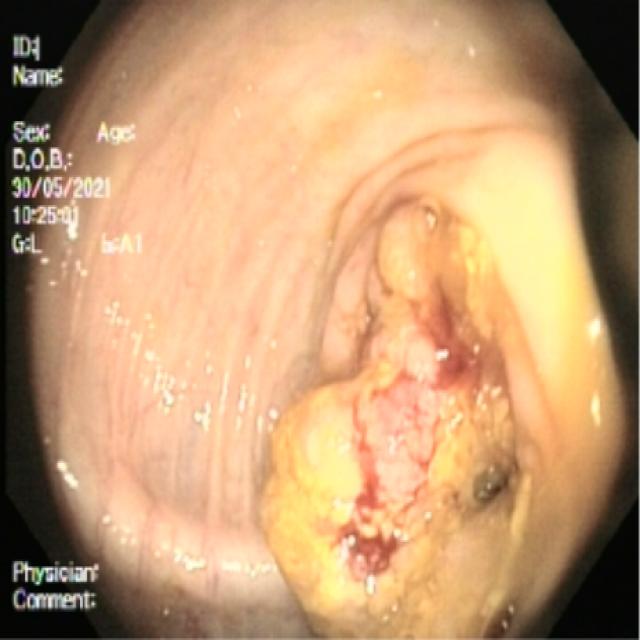 ID:
Name:
Sex: Age:
D.O.B.:
30/05/2021
10:25:01
G:L
Physician:
Comment: